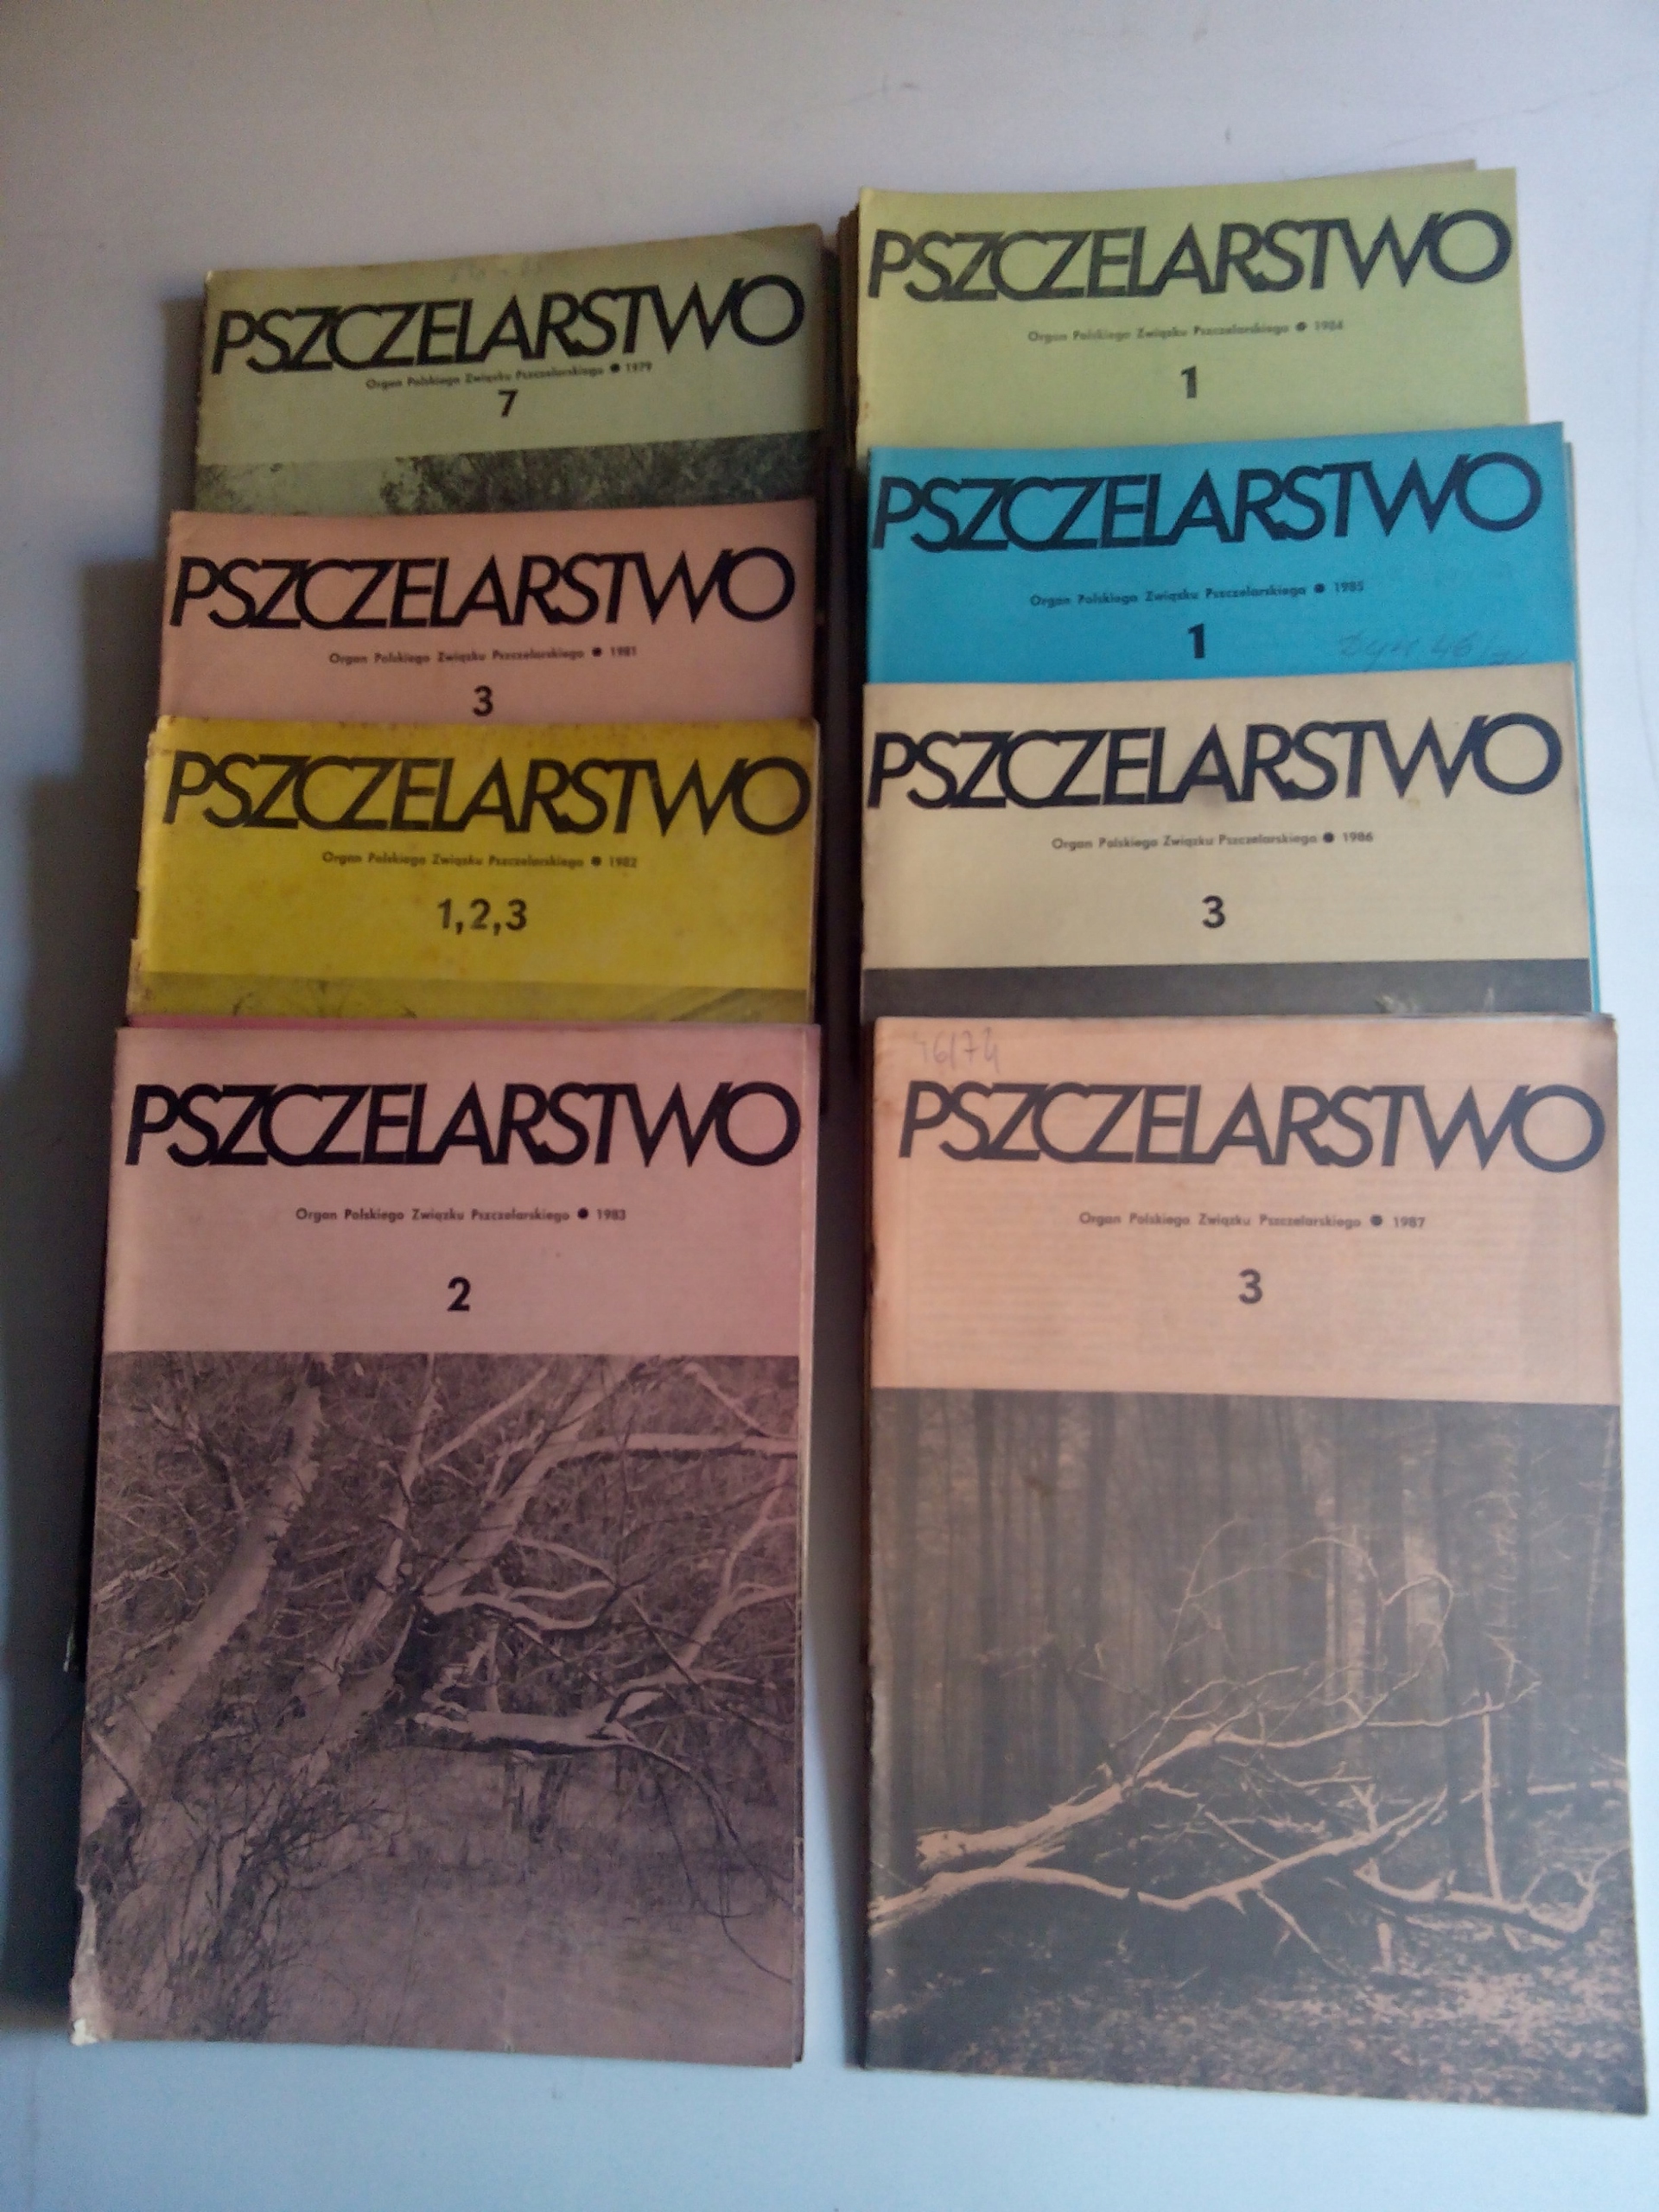 PSZCZELARSTWO
Organ Polskiego Związku Pszczelarskiego ● 1979
7
PSZCZELARSTWO
Organ Polskiego Związku Pszczelarskiego ● 1981
3
PSZCZELARSTWO
Organ Polskiego Związku Pszczelarskiego ● 1982
1,2,3
PSZCZELARSTWO
Organ Polskiego Związku Pszczelarskiego ● 1983
2
PSZCZELARSTWO
Organ Polskiego Związku Pszczelarskiego ● 1984
1
PSZCZELARSTWO
Organ Polskiego Związku Pszczelarskiego ● 1985
1
PSZCZELARSTWO
Organ Polskiego Związku Pszczelarskiego ● 1986
3
46/74
PSZCZELARSTWO
Organ Polskiego Związku Pszczelarskiego ● 1987
3